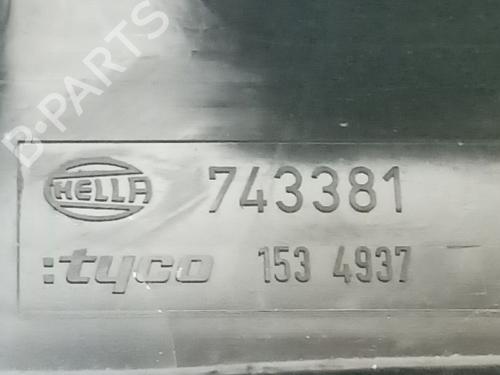 B-PARTS
HELLA 743381
:tyco 153 4937